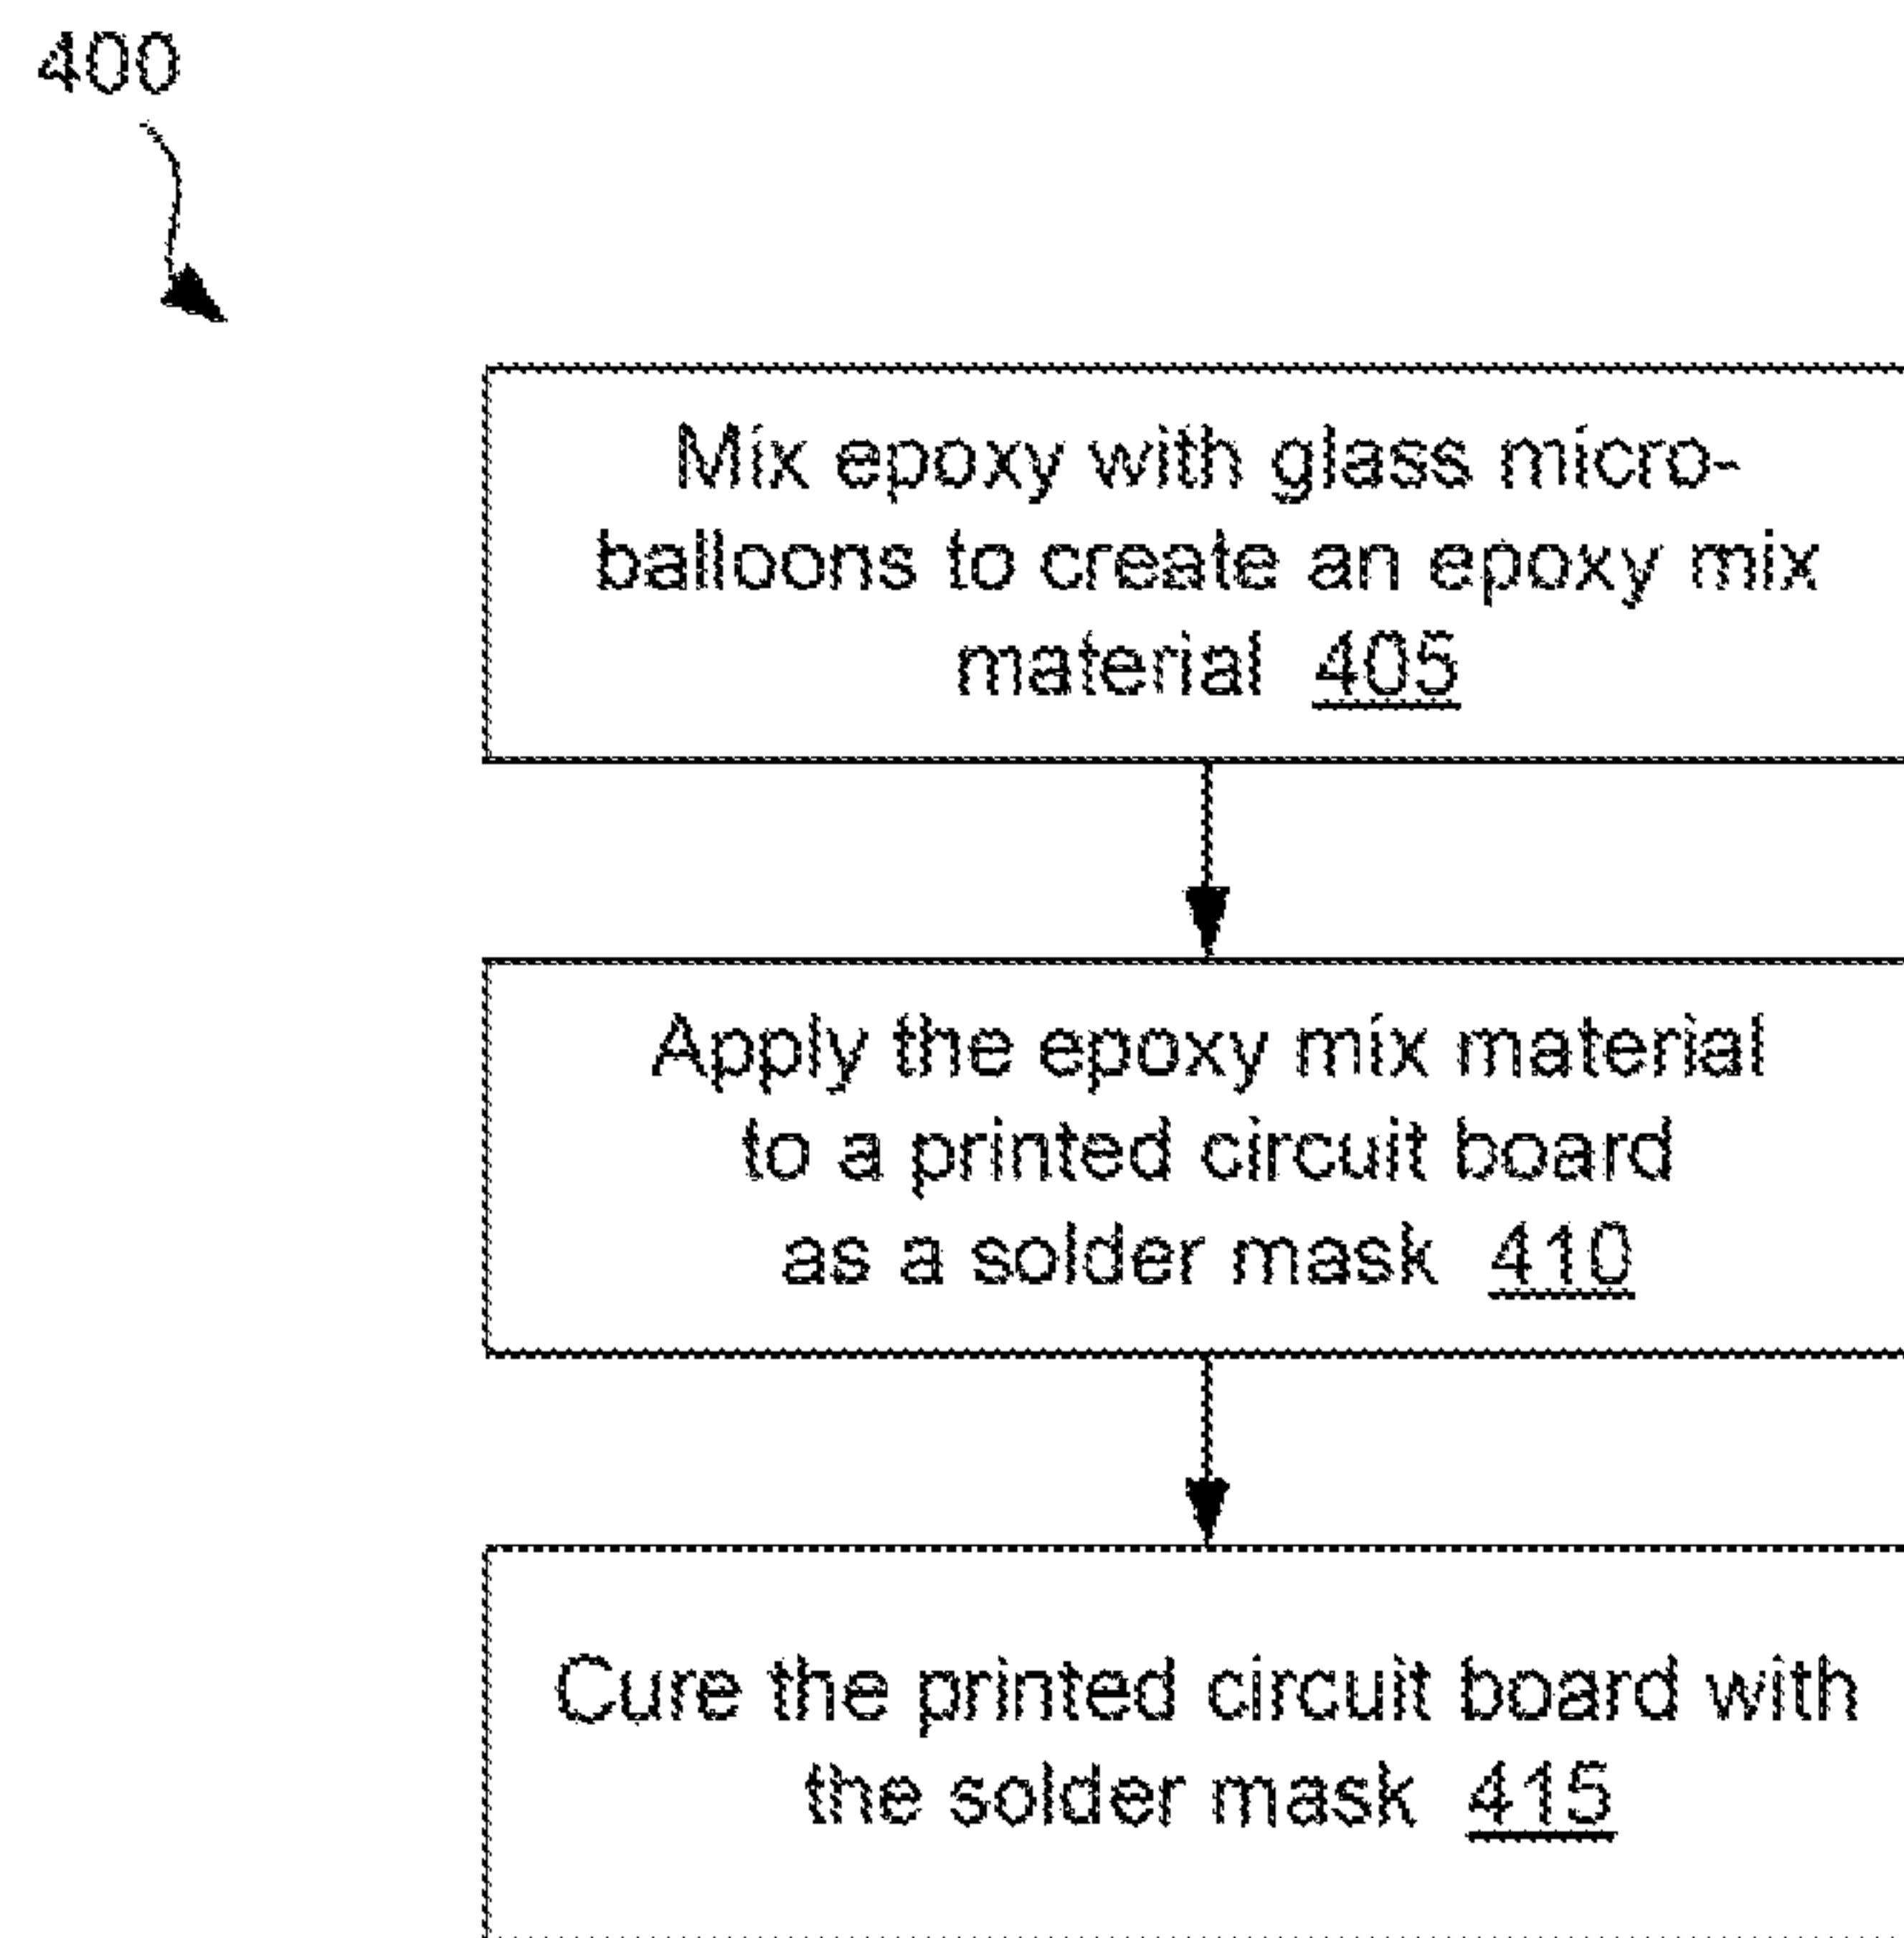 400
Mix epoxy with glass micro-
balloons to create an epoxy mix
material 405
Apply the epoxy mix material
to a printed circuit board
as a solder mask 410
Cure the printed circuit board with
the solder mask 415